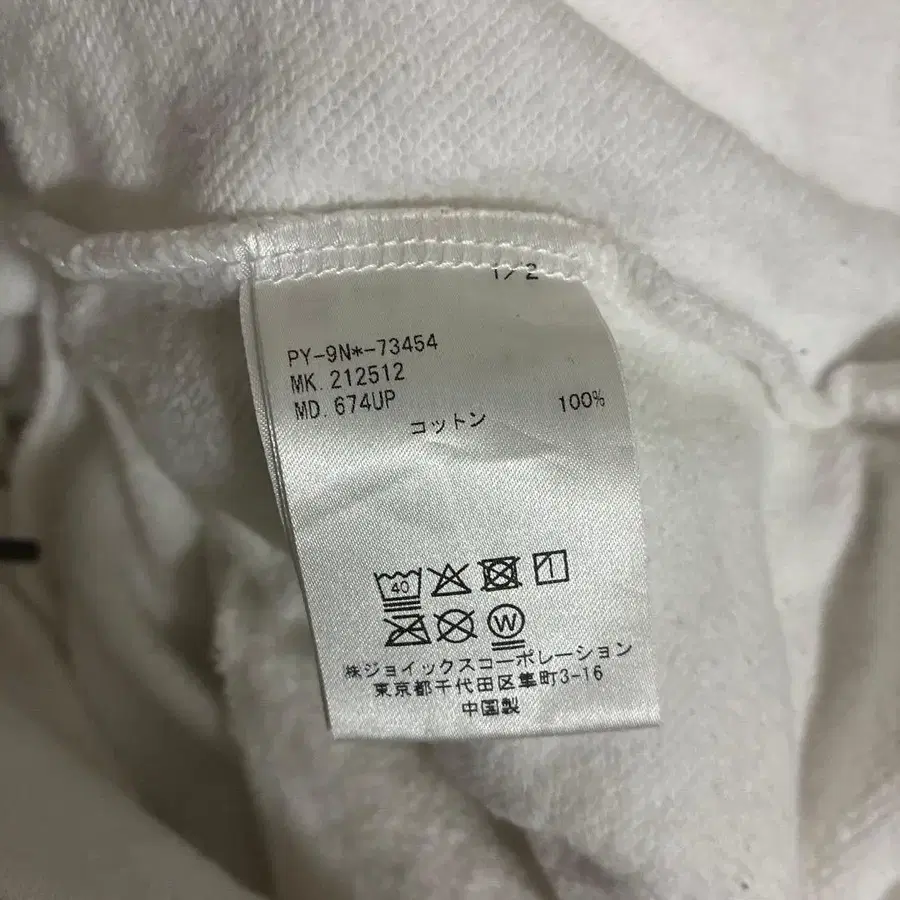 1/2
PY-9N*-73454
MK. 212512
MD. 674UP
コットン 100%
40
W
㈱ジョイックスコーポレーション
東京都千代田区隼町3-16
中国製